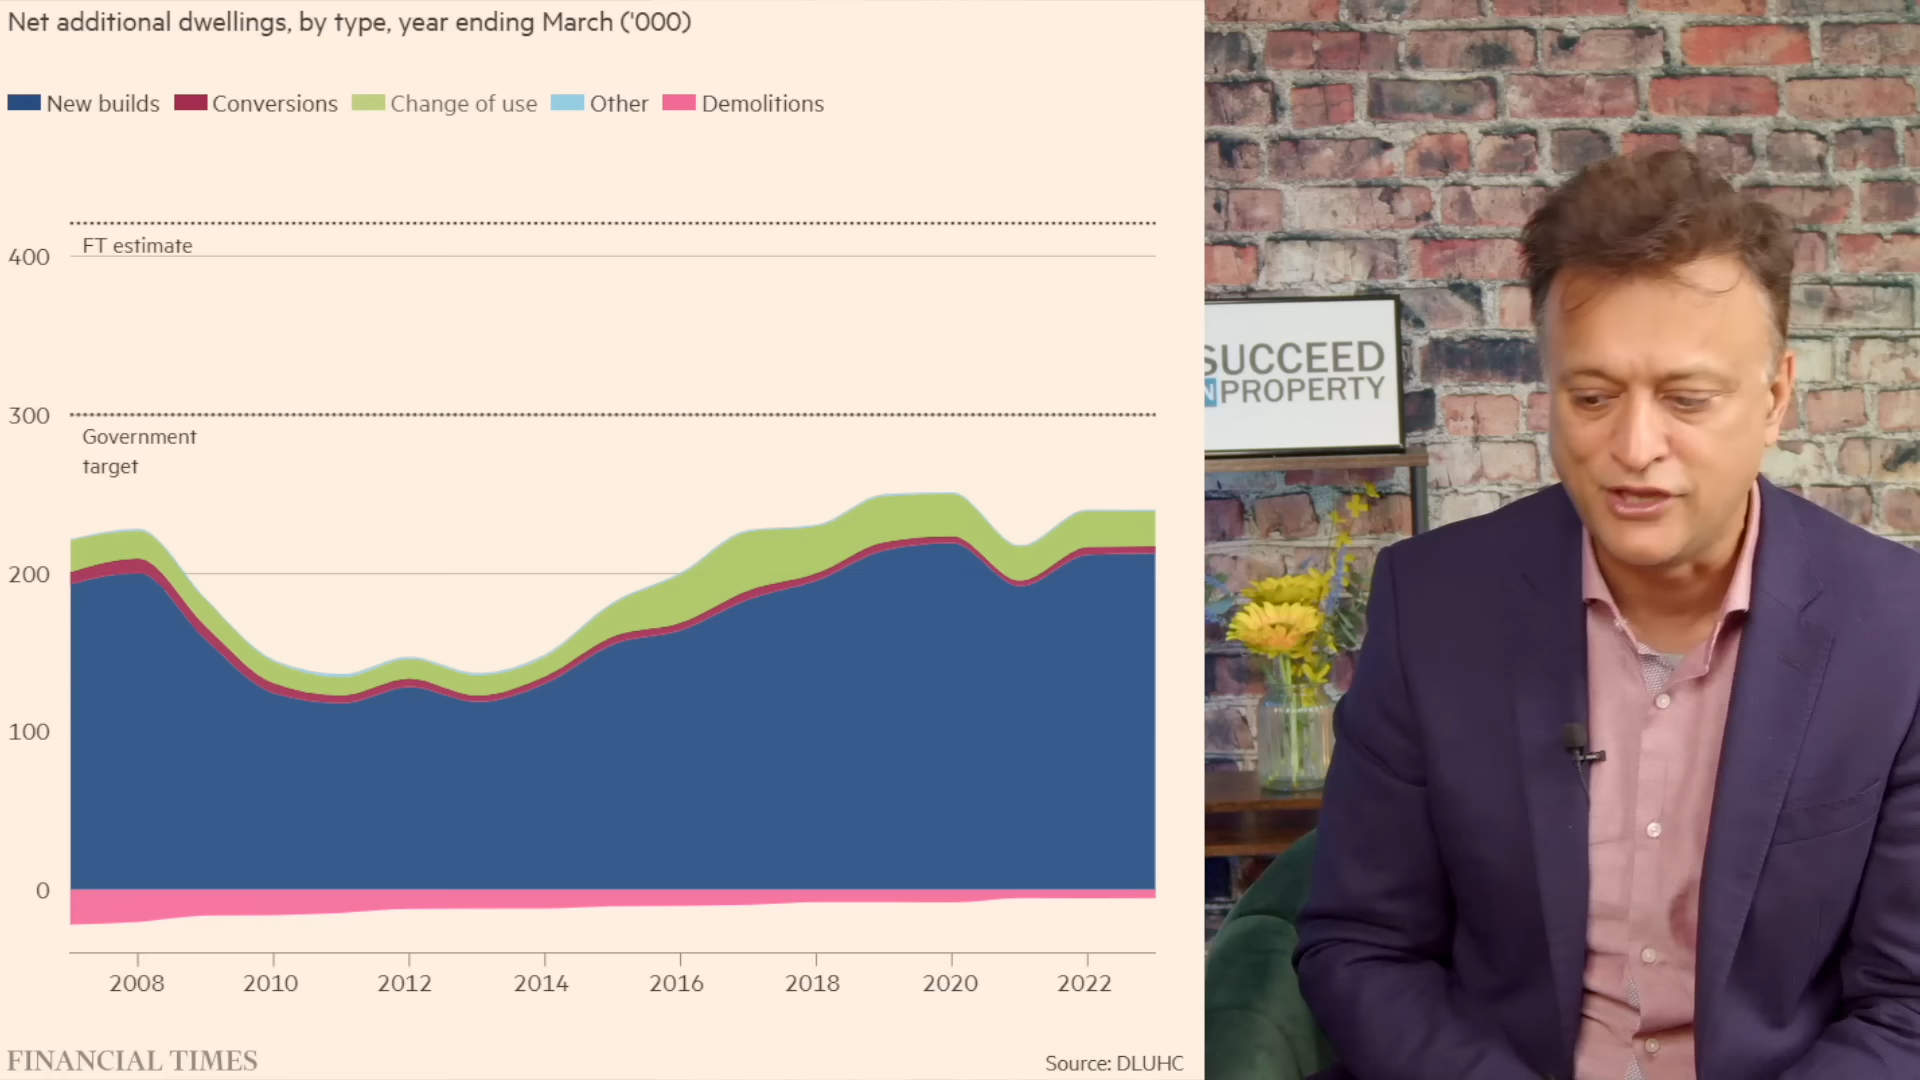 Net additional dwellings, by type, year ending March ('000)
New builds Conversions Change of use Other Demolitions
FT estimate
400
300
Government
target
200
100
0
2008 2010 2012 2014 2016 2018 2020 2022
FINANCIAL TIMES
Source: DLUHC
SUCCEED
N PROPERTY